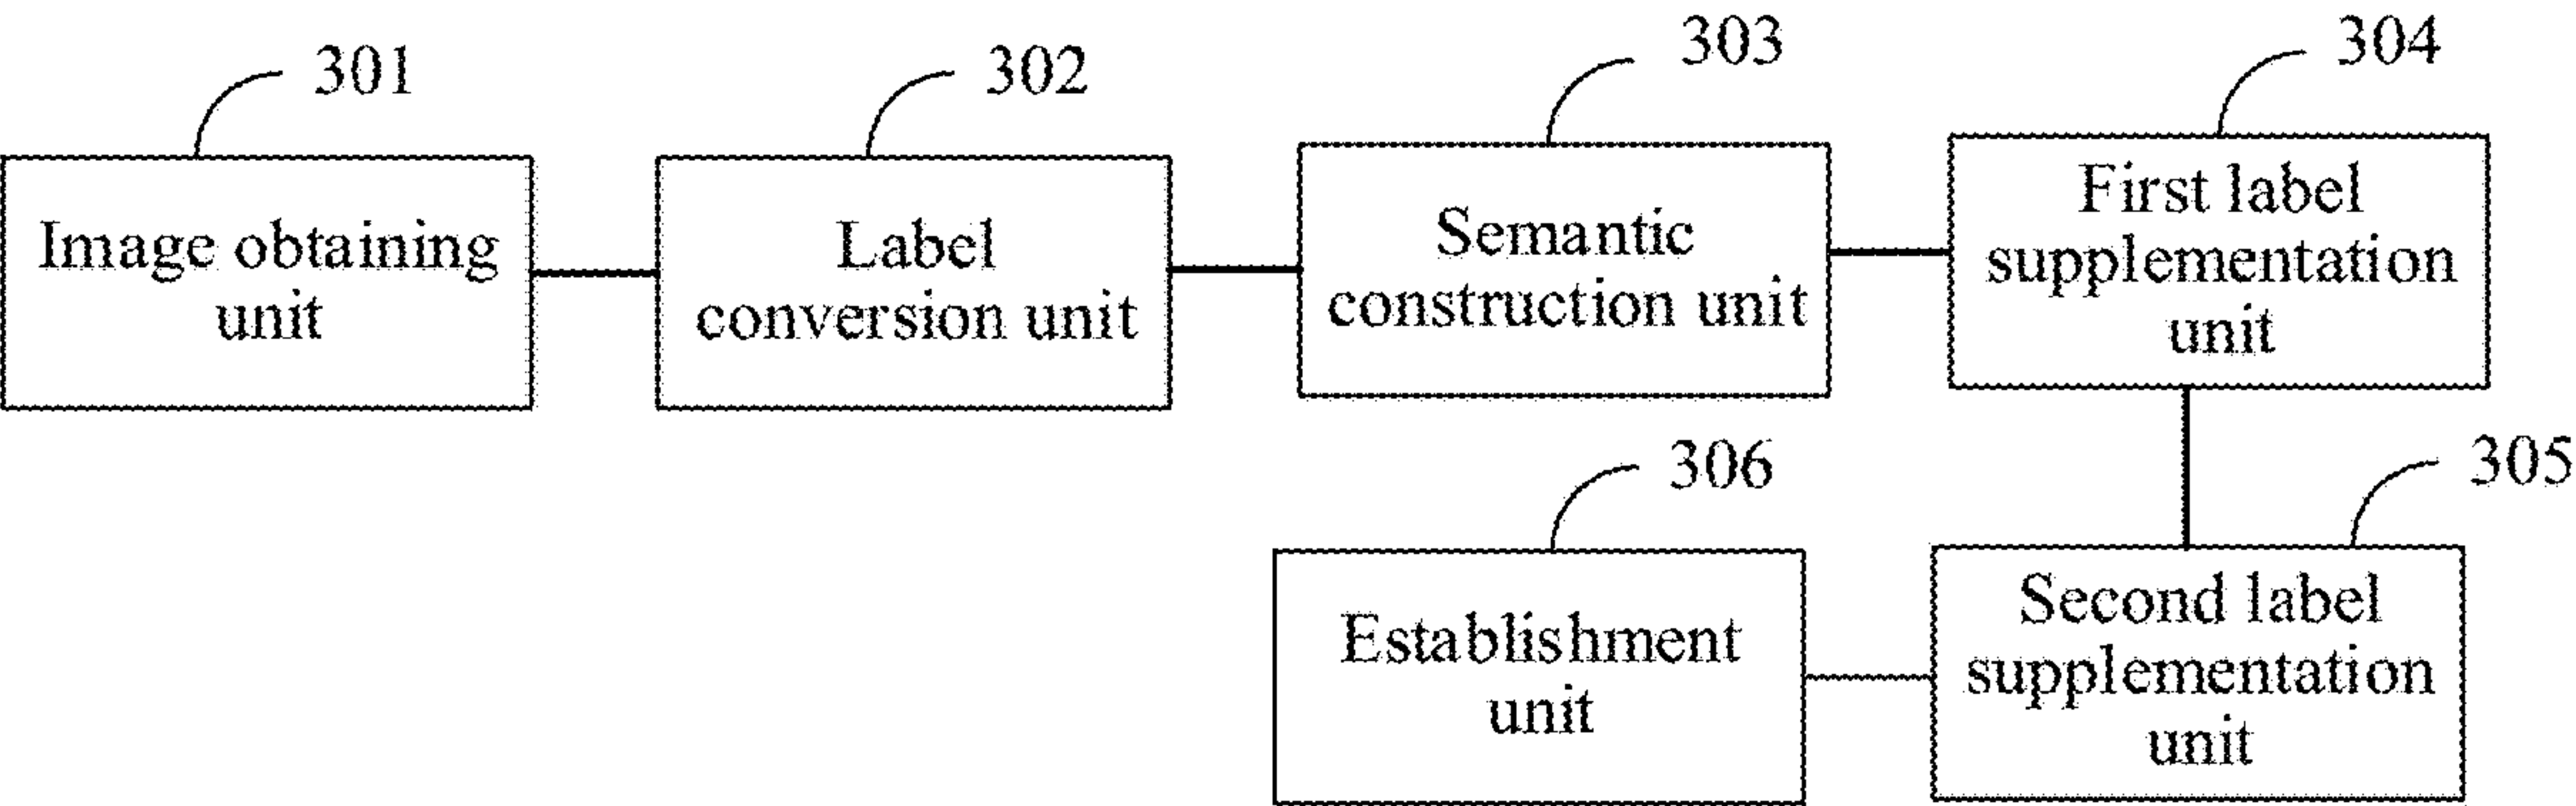 301
Image obtaining
unit
302
Label
conversion unit
303
Semantic
construction unit
304
First label
supplementation
unit
305
Second label
supplementation
unit
306
Establishment
unit